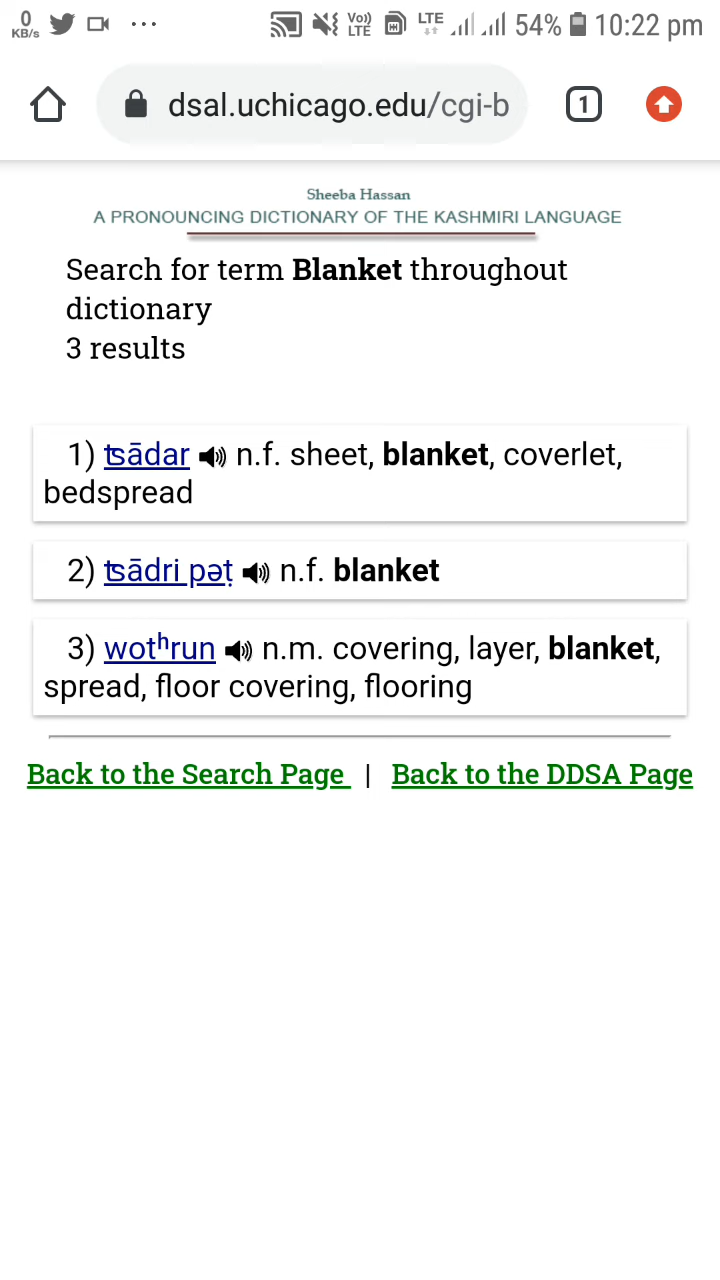 0
KB/s
Vo))
LTE
LTE
54%
10:22 pm
dsal.uchicago.edu/cgi-b
1
Sheeba Hassan
A PRONOUNCING DICTIONARY OF THE KASHMIRI LANGUAGE
Search for term Blanket throughout
dictionary
3 results
1) ʦādar n.f. sheet, blanket, coverlet,
bedspread
2) ʦādri pəṭ n.f. blanket
3) wotʰrun n.m. covering, layer, blanket,
spread, floor covering, flooring
Back to the Search Page | Back to the DDSA Page